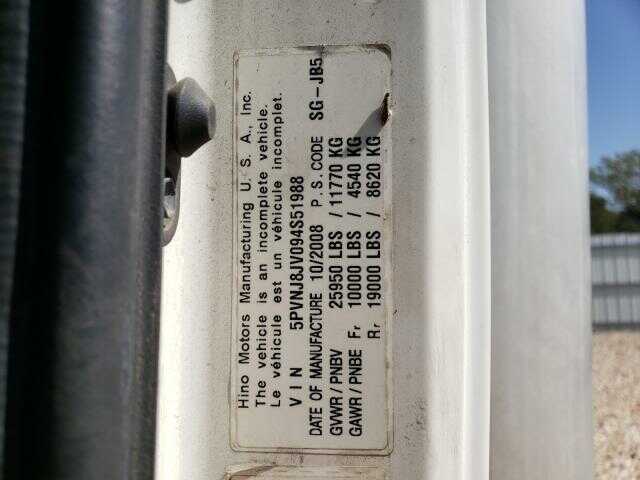 Hino Motors Manufacturing U. S. A., Inc.
The vehicle is an incomplete vehicle.
Le véhicule est un véhicule incomplet.
V I N 5PVNJ8JV094S51988
DATE OF MANUFACTURE 10/2008 P. S. CODE SG-JB5
GVWR/PNBV 25950 LBS / 11770 KG
GAWR/PNBE Fr 10000 LBS / 4540 KG
Rr 19000 LBS / 8620 KG